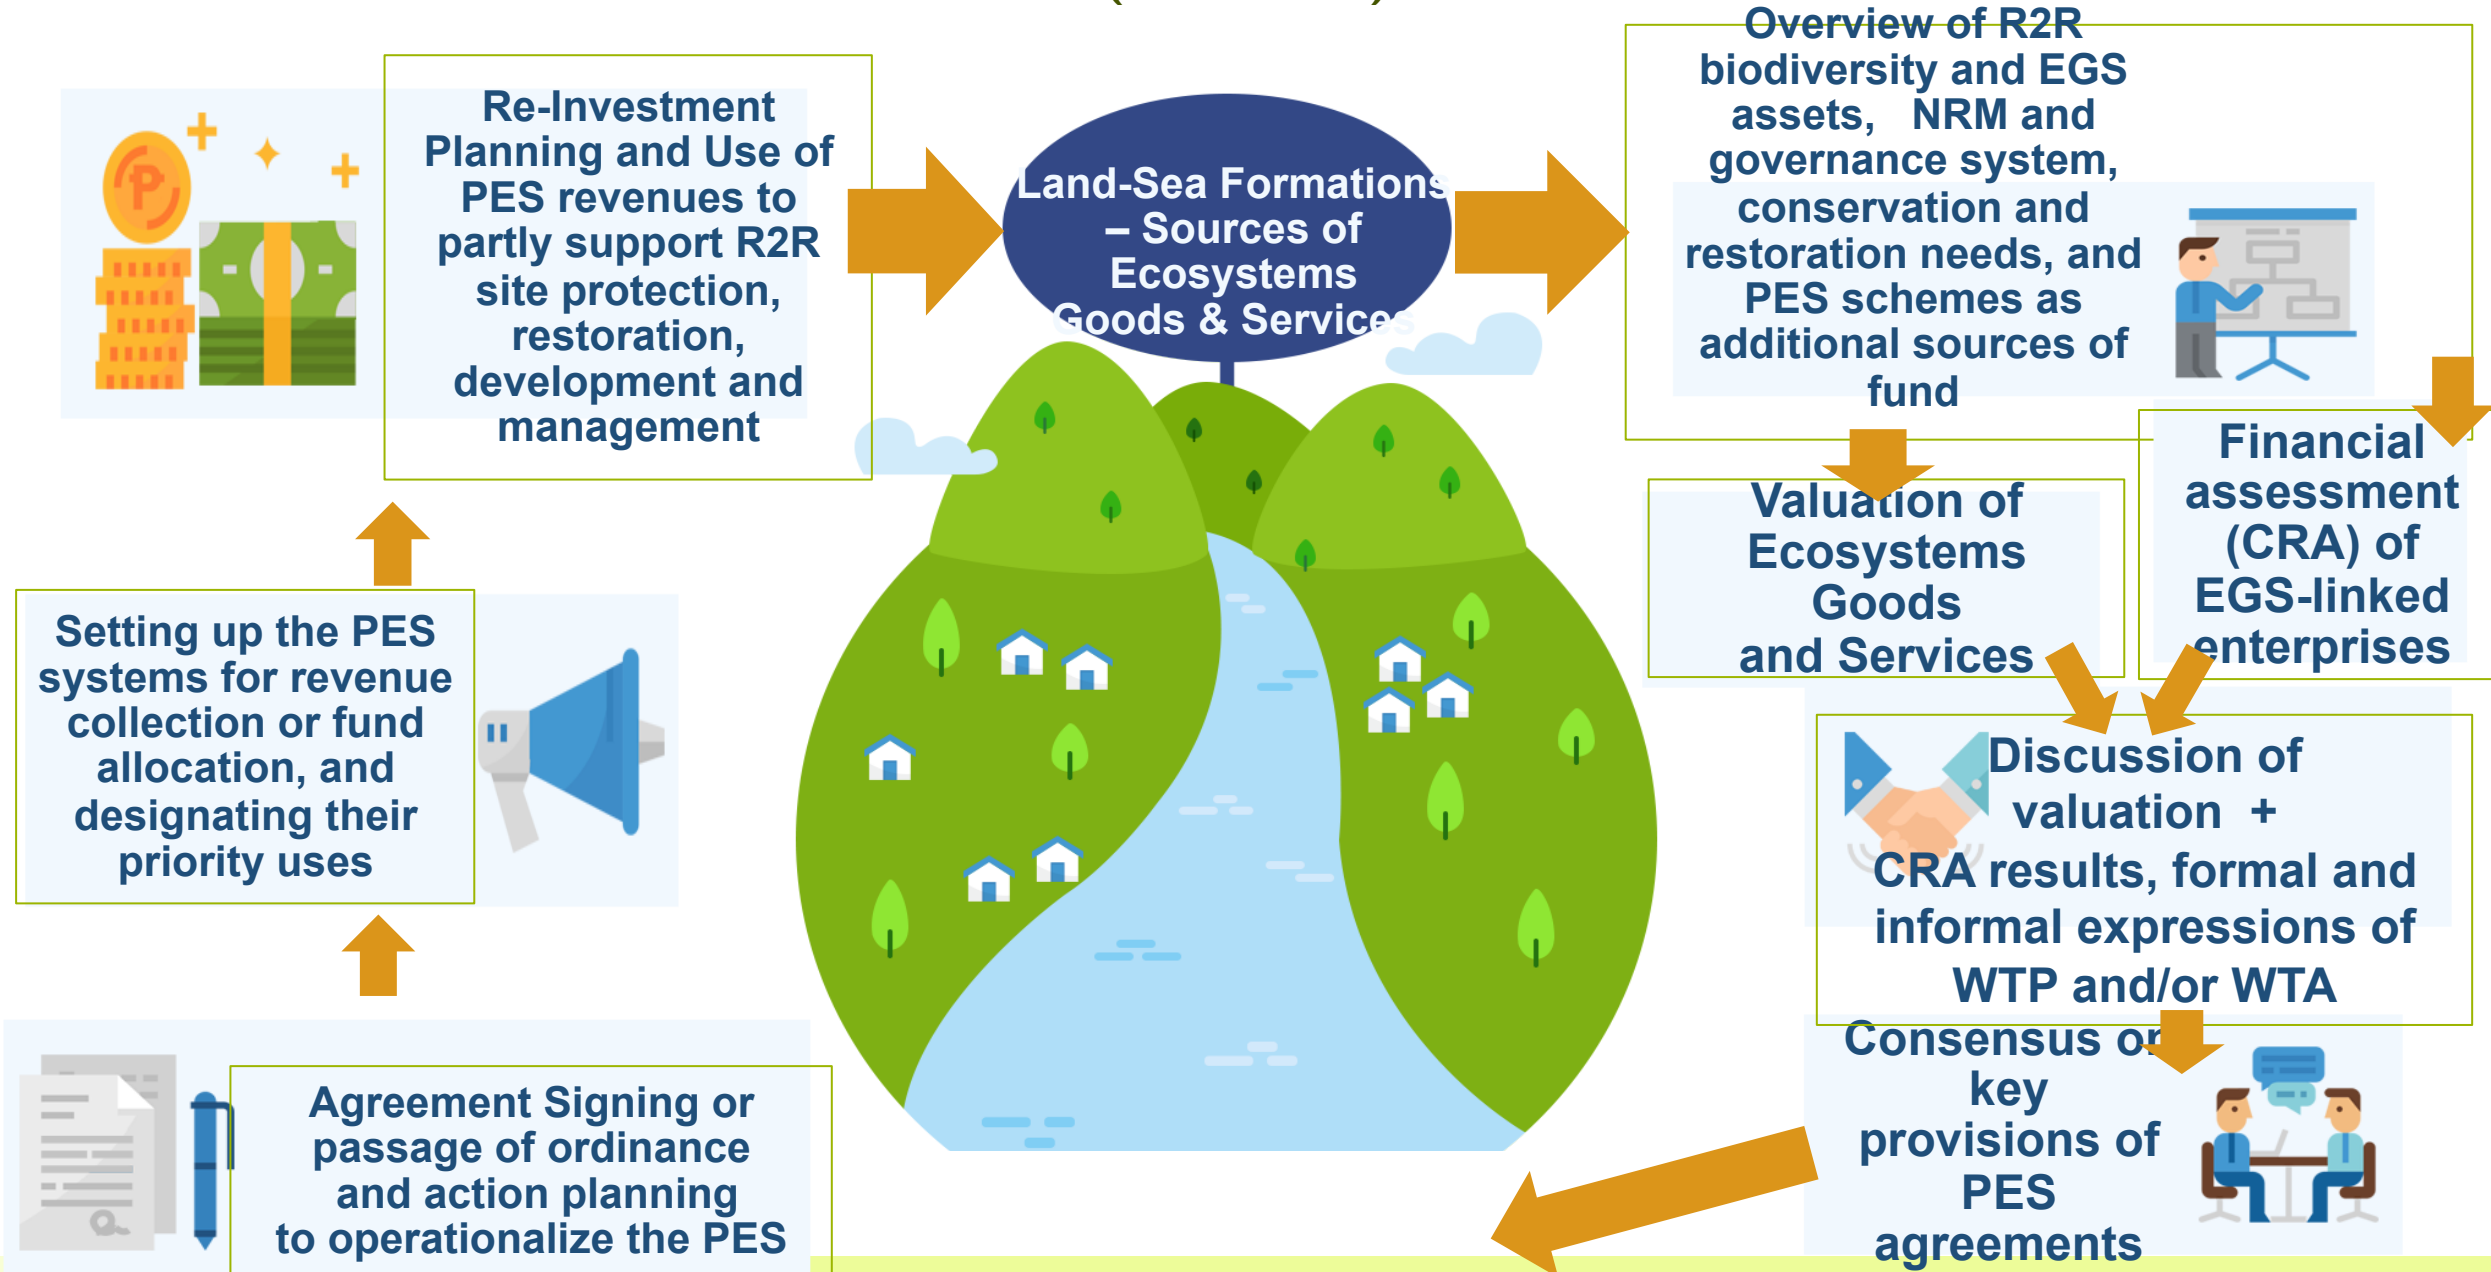 Re-Investment
Planning and Use of
PES revenues to
partly support R2R
site protection,
restoration,
development and
management
Land-Sea Formations
– Sources of
Ecosystems
Goods & Services
Overview of R2R
biodiversity and EGS
assets, NRM and
governance system,
conservation and
restoration needs, and
PES schemes as
additional sources of
fund
Valuation of
Ecosystems
Goods
and Services
Financial
assessment
(CRA) of
EGS-linked
enterprises
Discussion of
valuation +
CRA results, formal and
informal expressions of
WTP and/or WTA
Consensus on
key
provisions of
PES
agreements
Agreement Signing or
passage of ordinance
and action planning
to operationalize the PES
Setting up the PES
systems for revenue
collection or fund
allocation, and
designating their
priority uses